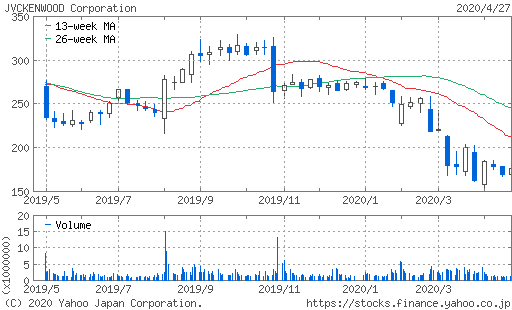 JVCKENWOOD Corporation 2020/4/27
13-week MA
26-week MA
350
300
250
200
150
2019/5 2019/7 2019/9 2019/11 2020/1 2020/3
Volume
20
15
10
5
0
(x1000000)
2019/5 2019/7 2019/9 2019/11 2020/1 2020/3
(C) 2020 Yahoo Japan Corporation. https://stocks.finance.yahoo.co.jp